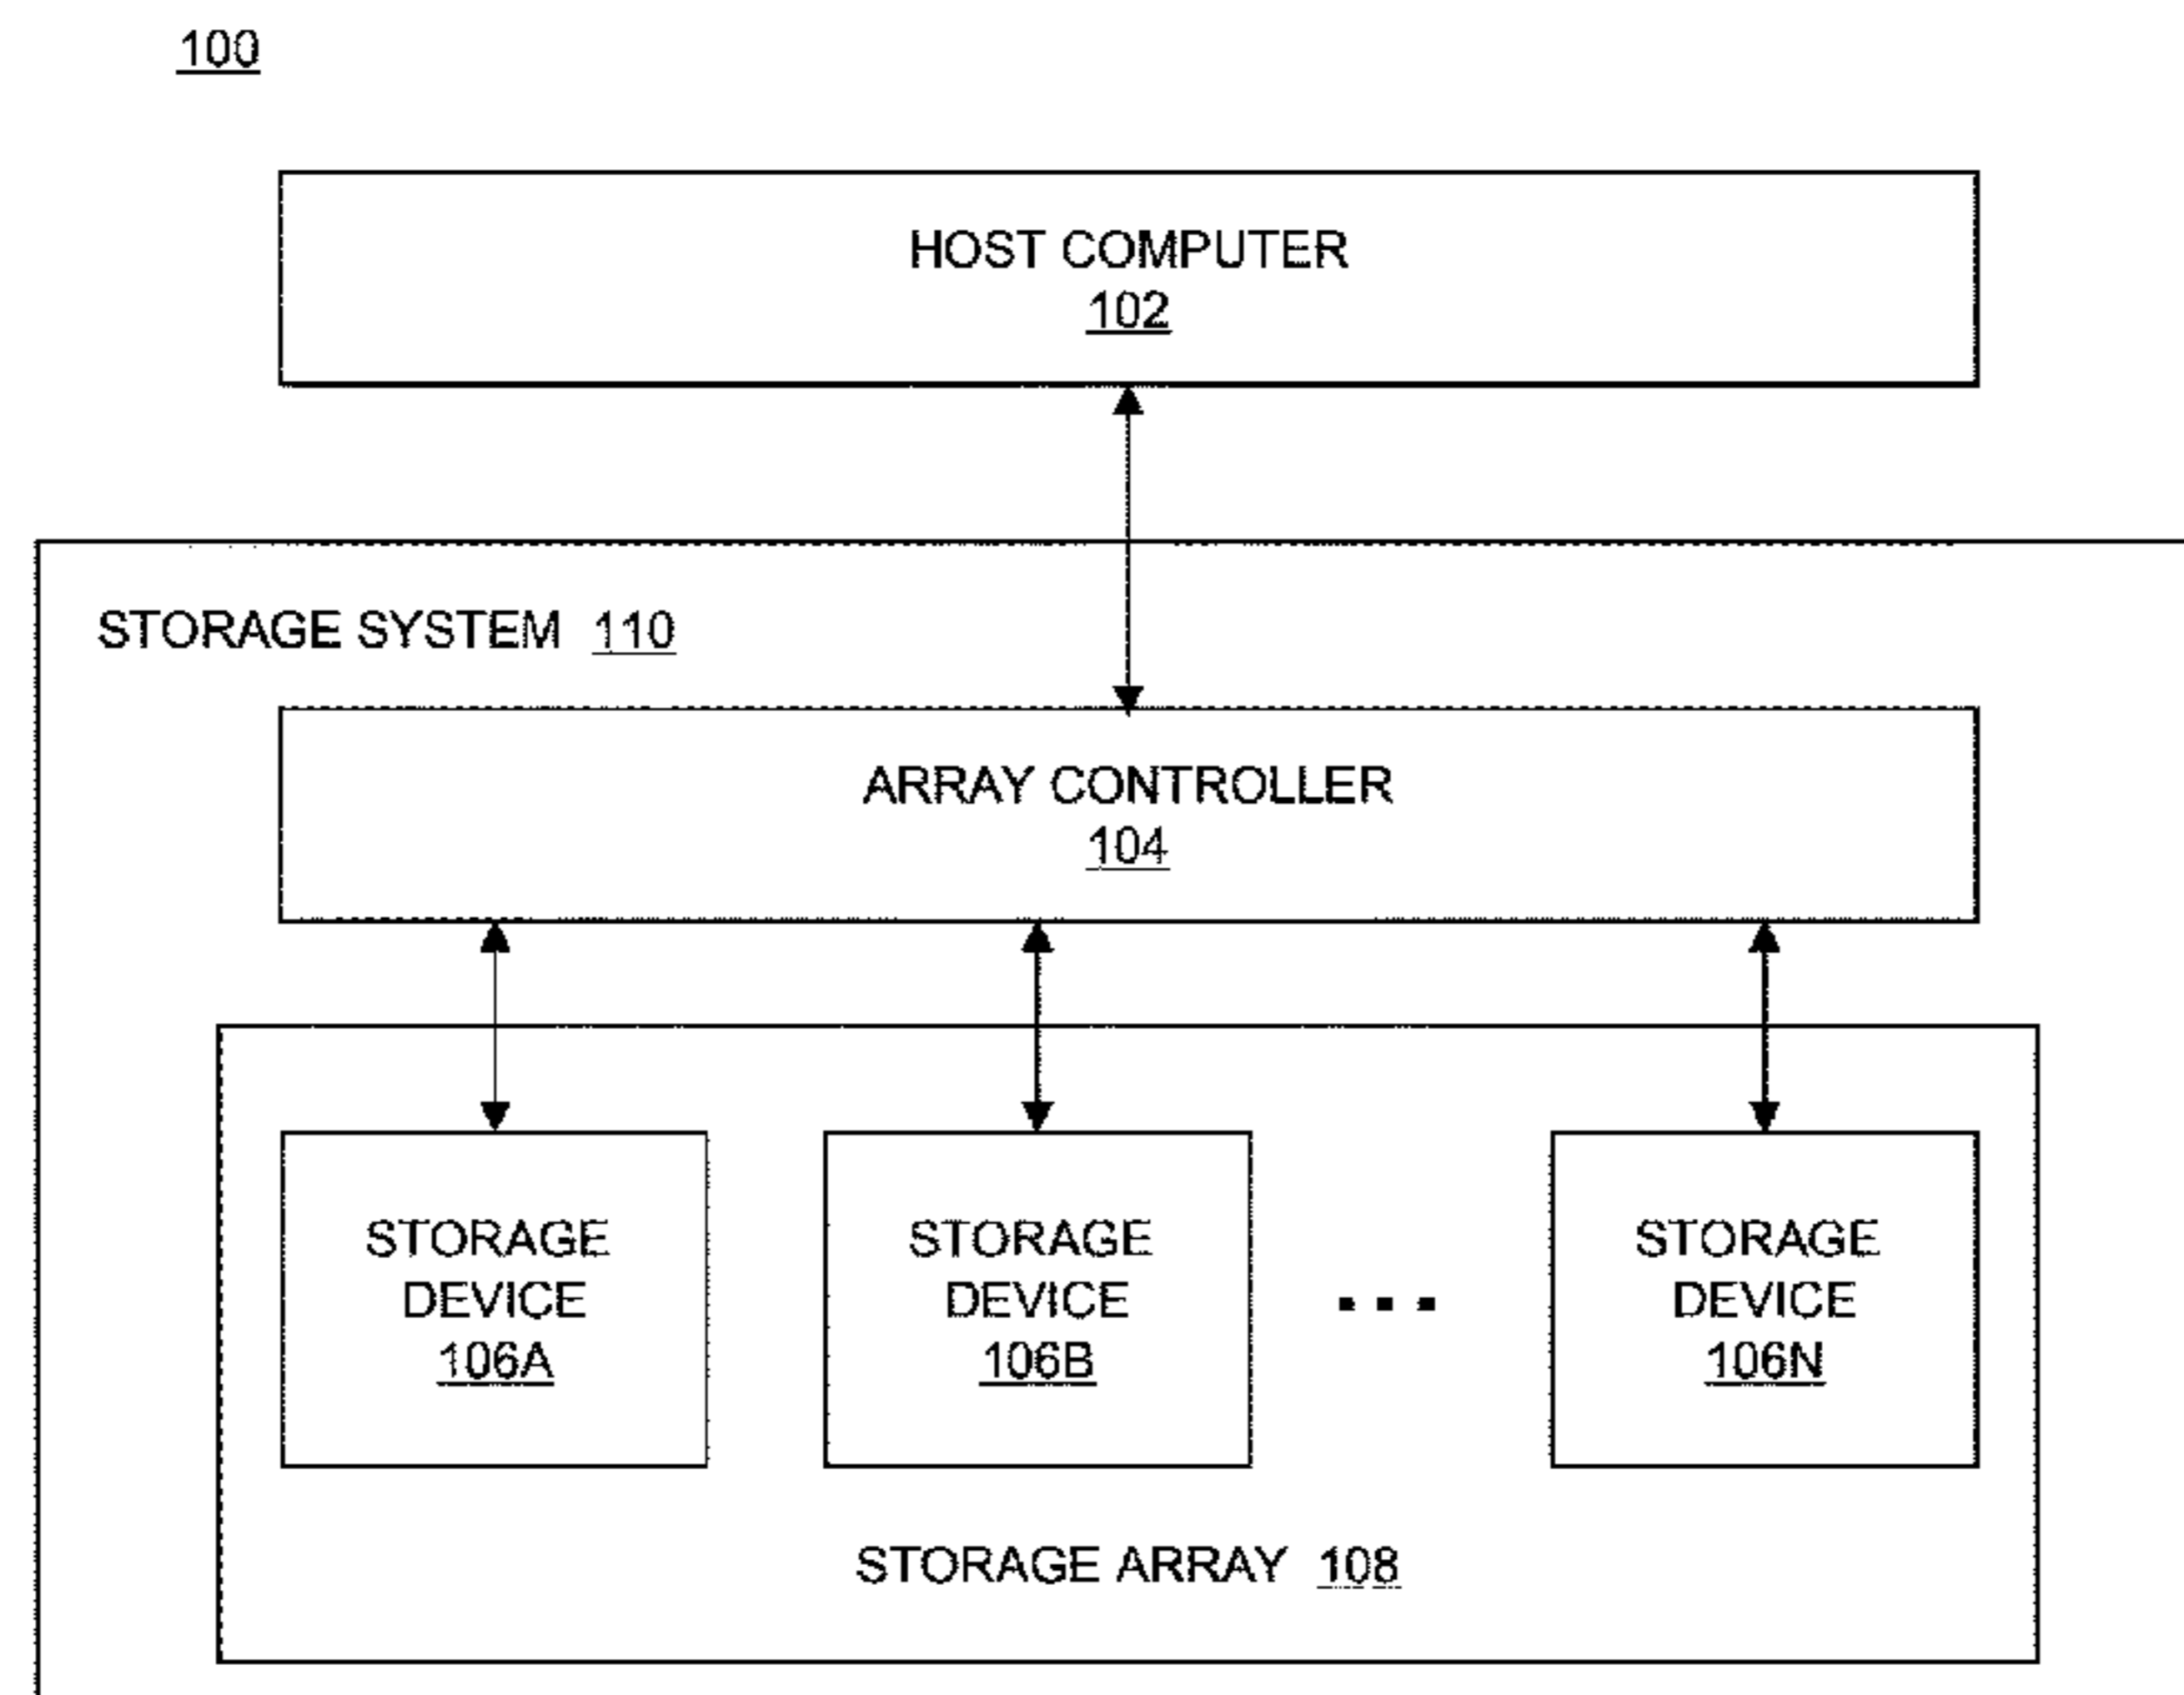 100
HOST COMPUTER
102
STORAGE SYSTEM 110
ARRAY CONTROLLER
104
STORAGE
DEVICE
106A
STORAGE
DEVICE
106B
...
STORAGE
DEVICE
106N
STORAGE ARRAY 108